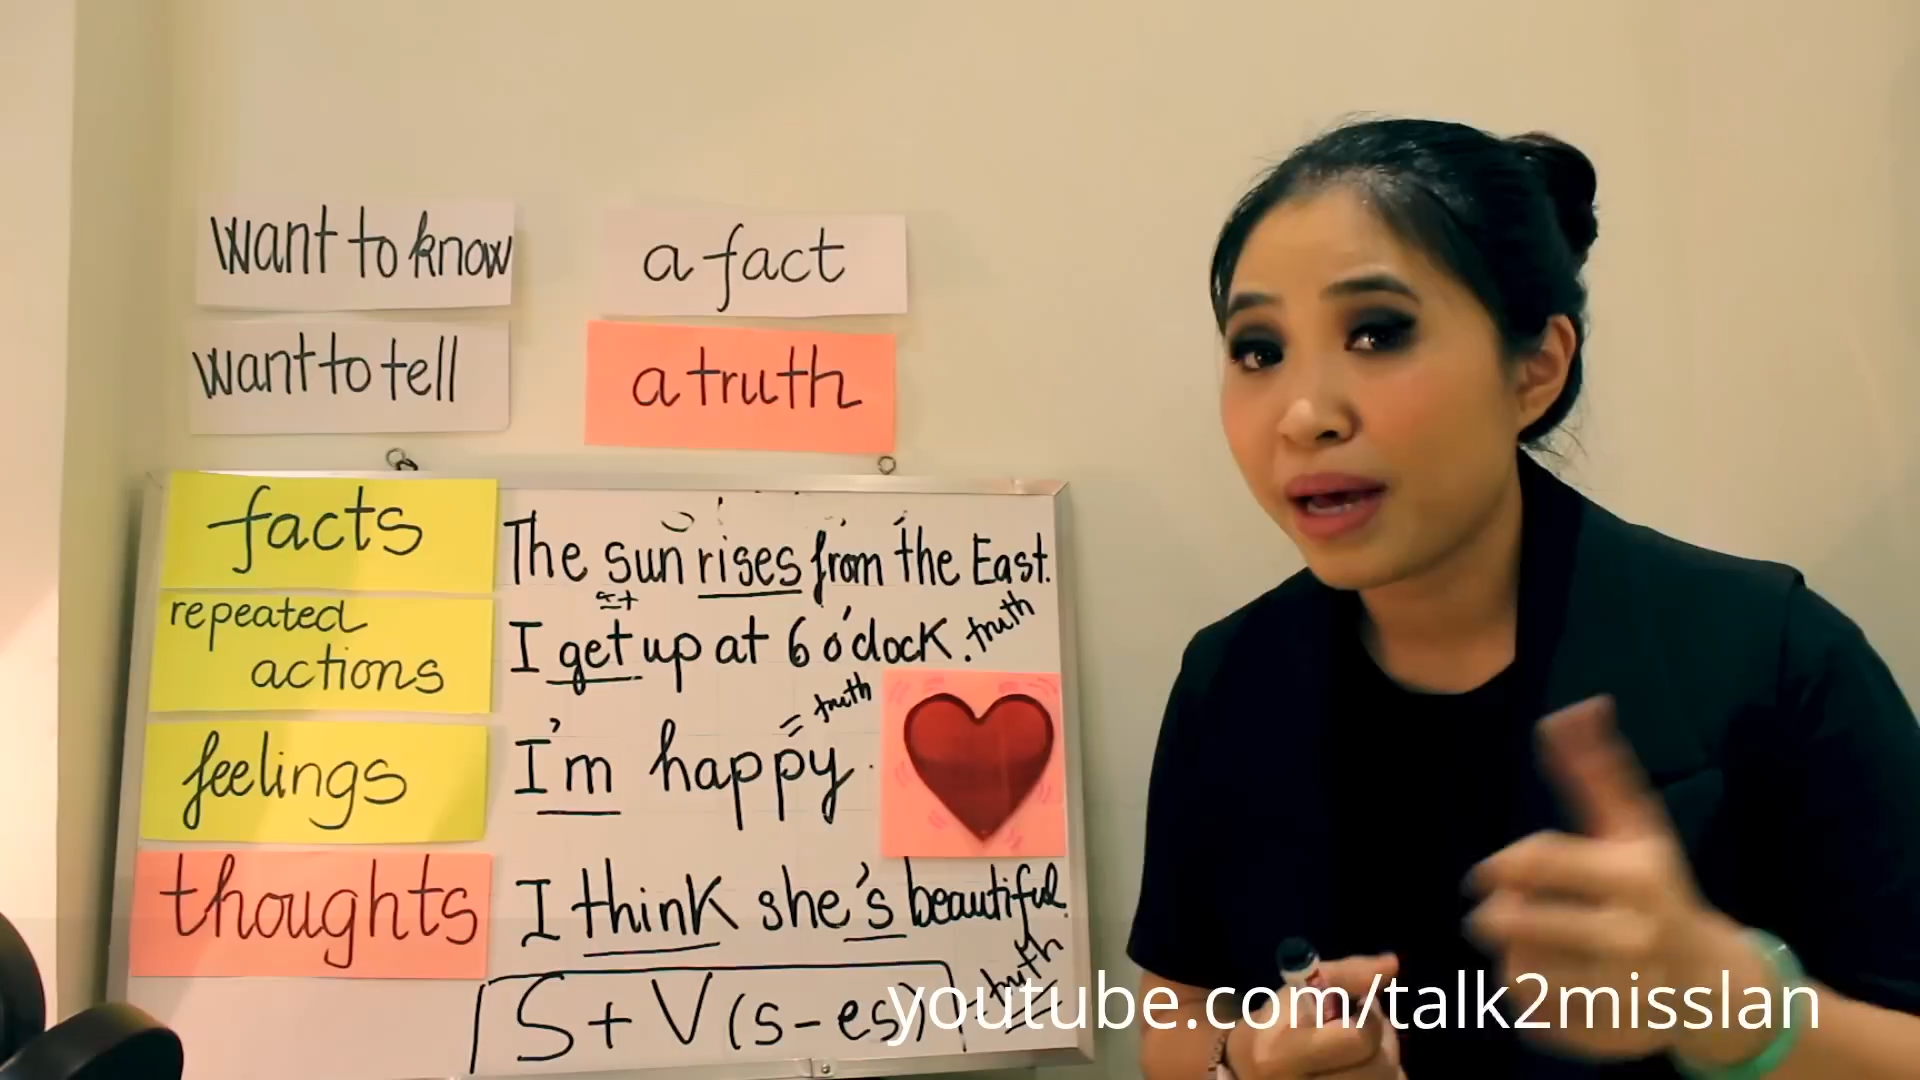 want to know
a fact
want to tell
a truth
facts
The sun rises from the East.
repeated
actions
I get up at 6 o'clock. truth
feelings
I'm happy. = truth
thoughts
I think she's beautiful.
truth
S + V (s-es)
youtube.com/talk2misslan